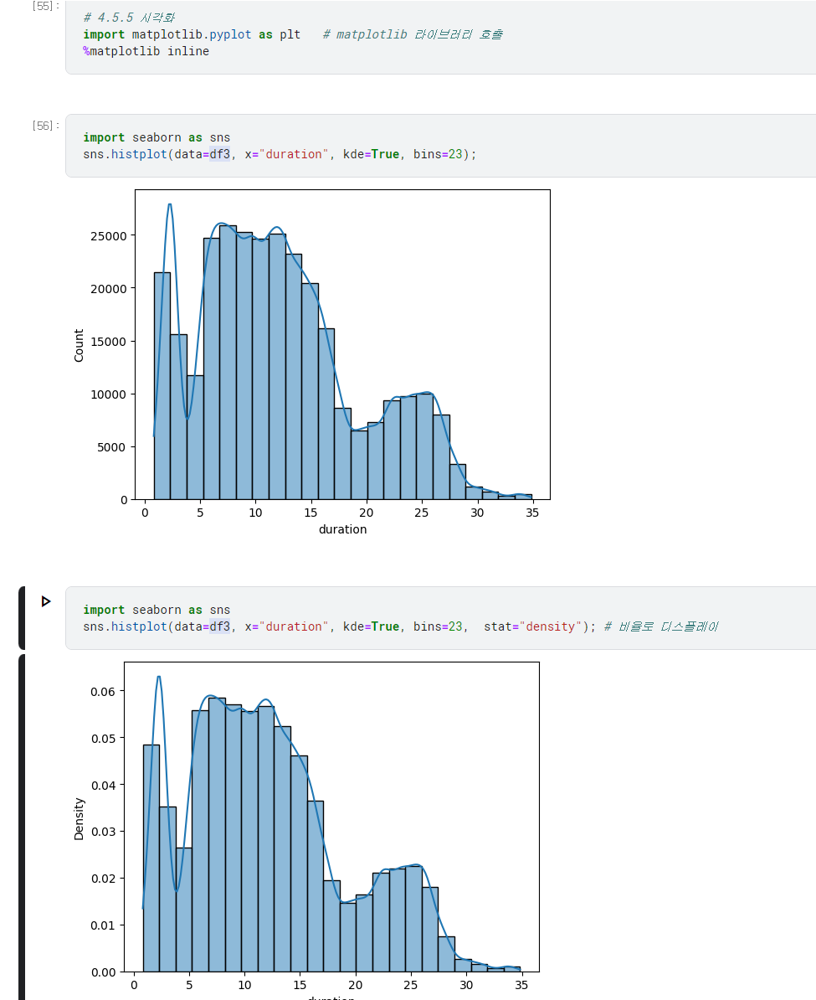 [55]:
# 4.5.5 시각화
import matplotlib.pyplot as plt   # matplotlib 라이브러리 호출
%matplotlib inline
[56]:
import seaborn as sns
sns.histplot(data=df3, x="duration", kde=True, bins=23);
25000
20000
15000
10000
5000
0
Count
0 5 10 15 20 25 30 35
duration
import seaborn as sns
sns.histplot(data=df3, x="duration", kde=True, bins=23,  stat="density"); # 비율로 디스플레이
0.06
0.05
0.04
0.03
0.02
0.01
0.00
Density
0 5 10 15 20 25 30 35
duration